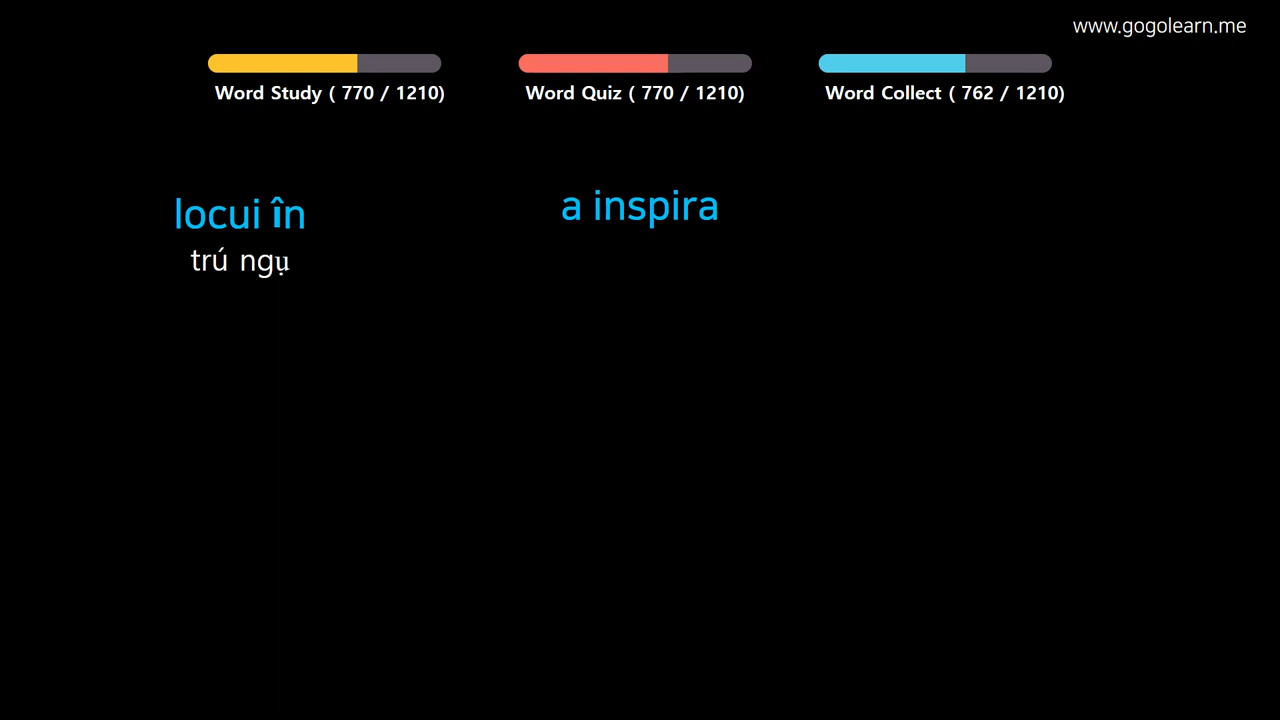 www.gogolearn.me
Word Study ( 770 / 1210)
Word Quiz ( 770 / 1210)
Word Collect ( 762 / 1210)
locui în
trú ngụ
a inspira